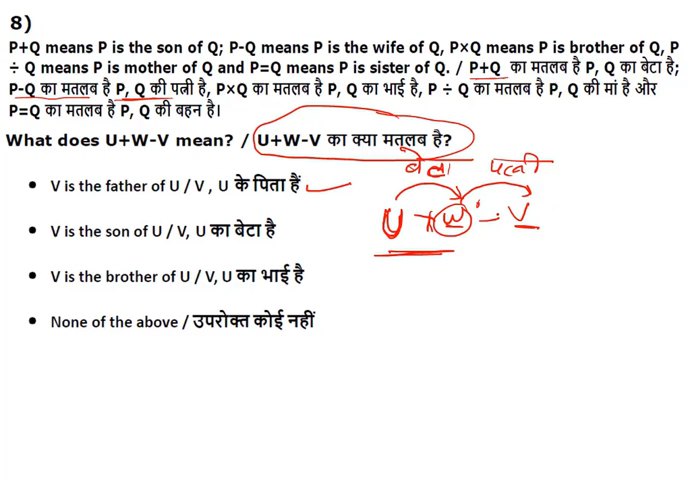 8)
P+Q means P is the son of Q; P-Q means P is the wife of Q, P×Q means P is brother of Q, P
÷ Q means P is mother of Q and P=Q means P is sister of Q. / P+Q का मतलब है P, Q का बेटा है;
P-Q का मतलब है P, Q की पत्नी है, P×Q का मतलब है P, Q का भाई है, P ÷ Q का मतलब है P, Q की मां है और
P=Q का मतलब है P, Q की बहन है।
What does U+W-V mean? / U+W-V का क्या मतलब है?
बेटा पत्नी
• V is the father of U / V , U के पिता हैं
U + W - V
• V is the son of U / V, U का बेटा है
• V is the brother of U / V, U का भाई है
• None of the above / उपरोक्त कोई नहीं